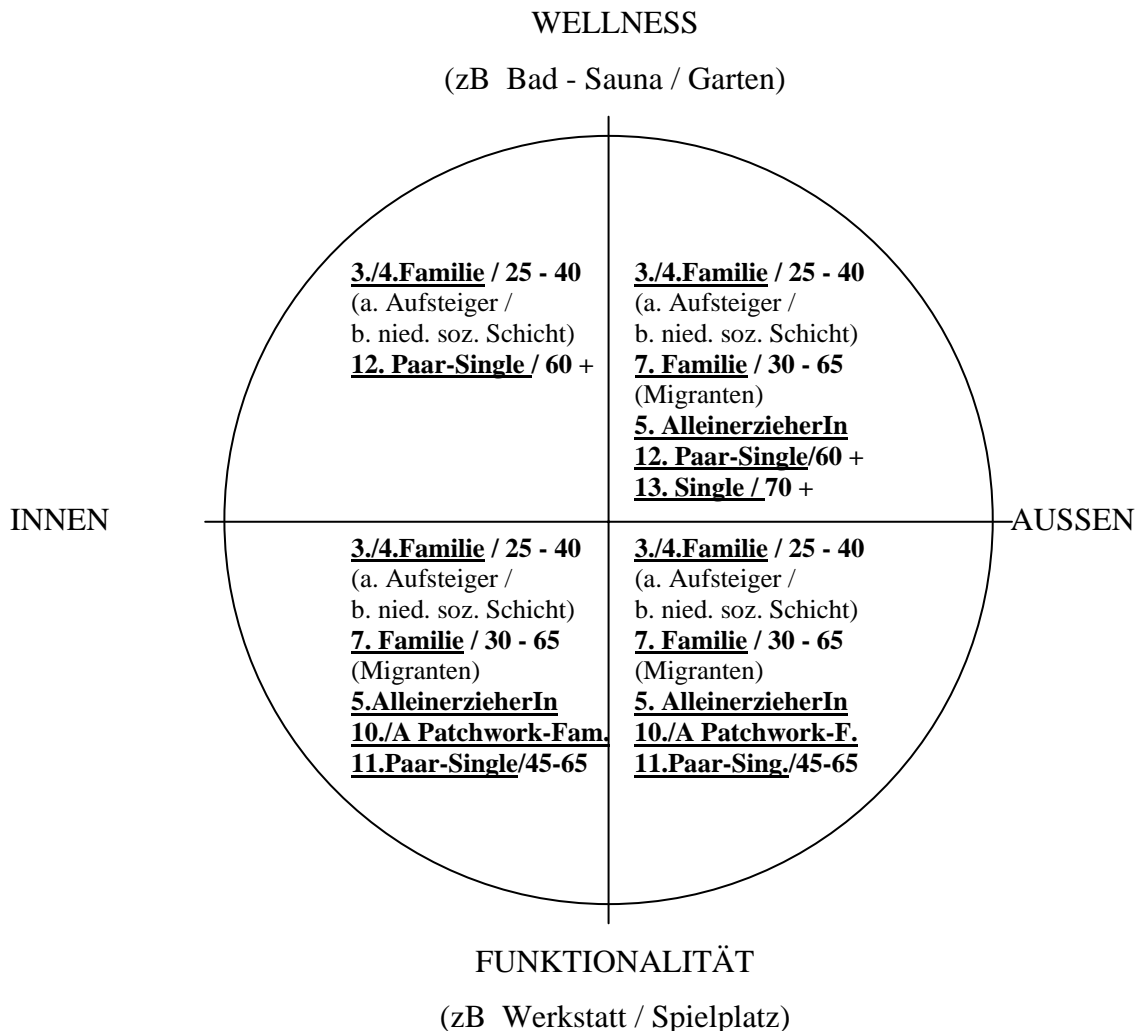 WELLNESS
(zB Bad - Sauna / Garten)
3./4.Familie / 25 - 40
(a. Aufsteiger /
b. nied. soz. Schicht)
12. Paar-Single / 60 +
3./4.Familie / 25 - 40
(a. Aufsteiger /
b. nied. soz. Schicht)
7. Familie / 30 - 65
(Migranten)
5. AlleinerzieherIn
12. Paar-Single/60 +
13. Single / 70 +
INNEN
AUSSEN
3./4.Familie / 25 - 40
(a. Aufsteiger /
b. nied. soz. Schicht)
7. Familie / 30 - 65
(Migranten)
5.AlleinerzieherIn
10./A Patchwork-Fam.
11.Paar-Single/45-65
3./4.Familie / 25 - 40
(a. Aufsteiger /
b. nied. soz. Schicht)
7. Familie / 30 - 65
(Migranten)
5. AlleinerzieherIn
10./A Patchwork-F.
11.Paar-Sing./45-65
FUNKTIONALITÄT
(zB Werkstatt / Spielplatz)